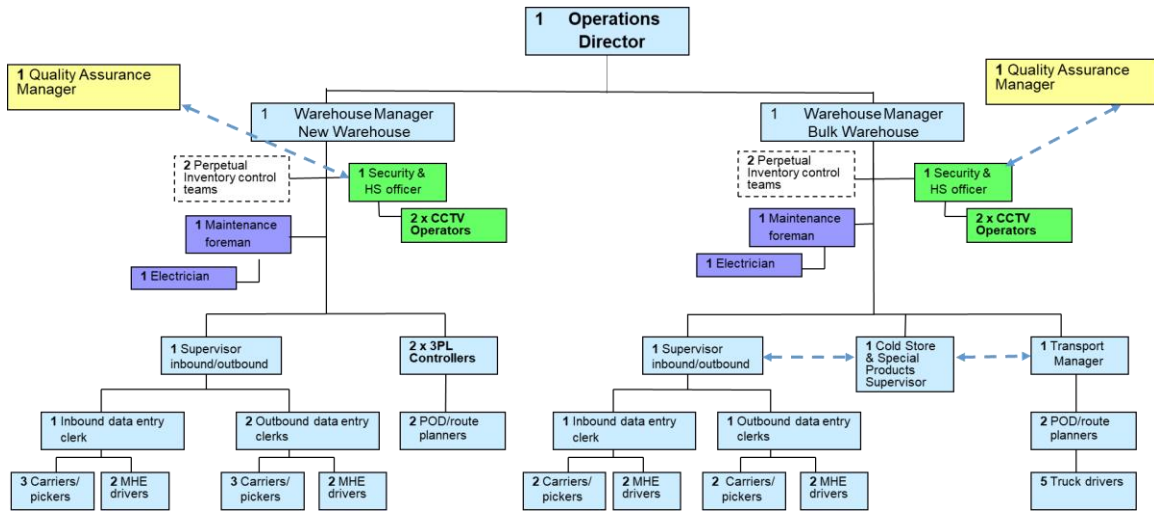 1 Operations
Director
1 Quality Assurance
Manager
1 Quality Assurance
Manager
1 Warehouse Manager
New Warehouse
1 Warehouse Manager
Bulk Warehouse
2 Perpetual
Inventory control
teams
1 Security &
HS officer
2 x CCTV
Operators
1 Maintenance
foreman
1 Electrician
2 Perpetual
Inventory control
teams
1 Security &
HS officer
2 x CCTV
Operators
1 Maintenance
foreman
1 Electrician
1 Supervisor
inbound/outbound
2 x 3PL
Controllers
1 Supervisor
inbound/outbound
1 Cold Store
& Special
Products
Supervisor
1 Transport
Manager
1 Inbound data entry
clerk
2 Outbound data entry
clerks
2 POD/route
planners
1 Inbound data entry
clerk
1 Outbound data entry
clerks
2 POD/route
planners
3 Carriers/
pickers
2 MHE
drivers
3 Carriers/
pickers
2 MHE
drivers
2 Carriers/
pickers
2 MHE
drivers
2 Carriers/
pickers
2 MHE
drivers
5 Truck drivers